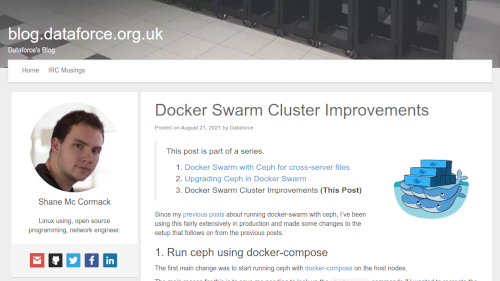 blog.dataforce.org.uk
Dataforce's Blog
Home IRC Musings
Shane Mc Cormack
Linux using, open source
programming, network engineer.
Docker Swarm Cluster Improvements
Posted on August 21, 2021 by Dataforce
This post is part of a series.
1. Docker Swarm with Ceph for cross-server files
2. Upgrading Ceph in Docker Swarm
3. Docker Swarm Cluster Improvements (This Post)
Since my previous posts about running docker-swarm with ceph, I've been
using this fairly extensively in production and made some changes to the
setup that follows on from the previous posts.
1. Run ceph using docker-compose
The first main change was to start running ceph with docker-compose on the host nodes.